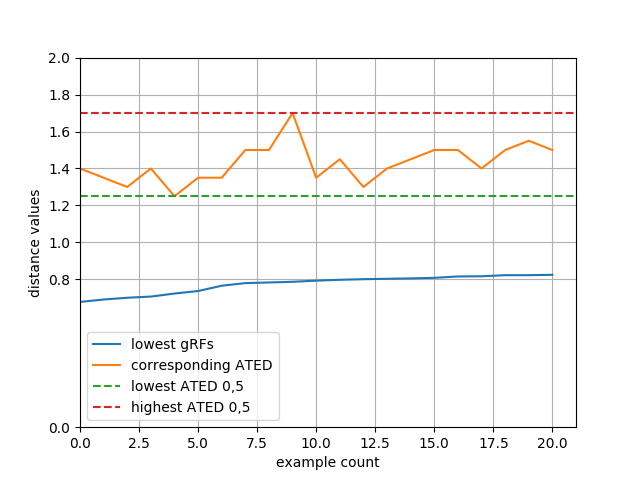 2.0
1.8
1.6
1.4
1.2
1.0
0.8
0.0
distance values
lowest gRFs
corresponding ATED
lowest ATED 0,5
highest ATED 0,5
0.0 2.5 5.0 7.5 10.0 12.5 15.0 17.5 20.0
example count